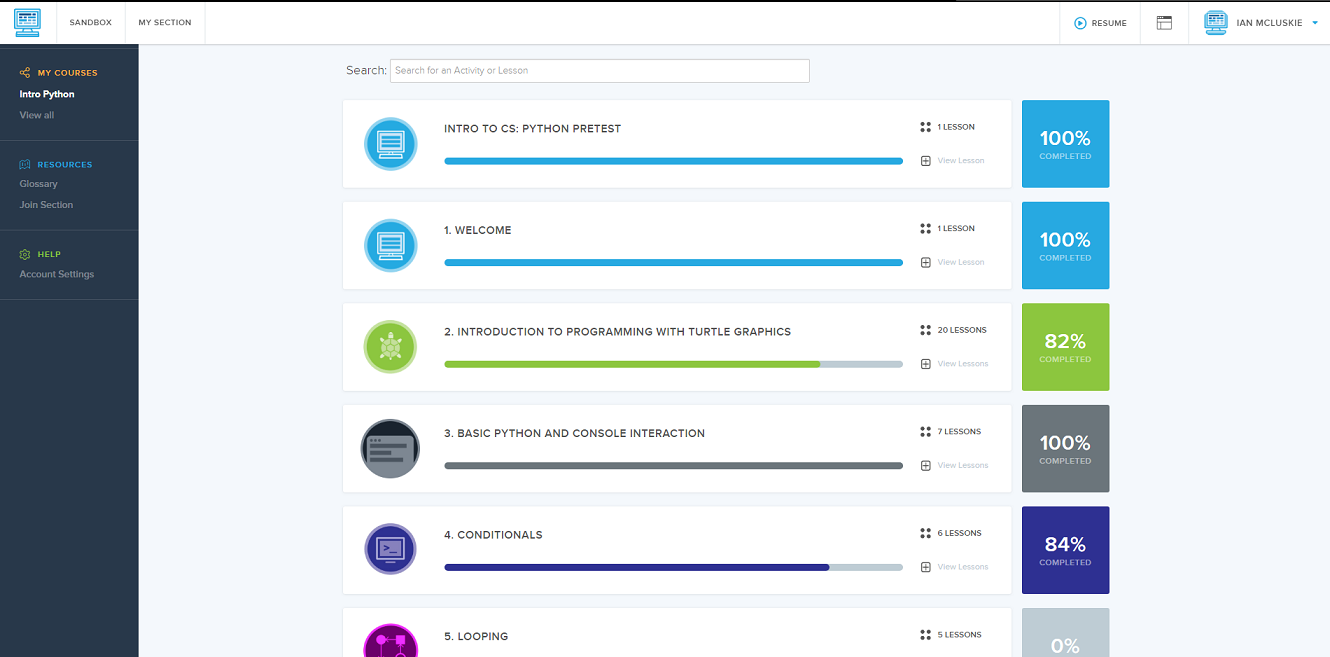 SANDBOX
MY SECTION
RESUME
IAN MCLUSKIE
MY COURSES
Intro Python
View all
RESOURCES
Glossary
Join Section
HELP
Account Settings
Search: Search for an Activity or Lesson
INTRO TO CS: PYTHON PRETEST
1 LESSON
View Lesson
100%
COMPLETED
1. WELCOME
1 LESSON
View Lesson
100%
COMPLETED
2. INTRODUCTION TO PROGRAMMING WITH TURTLE GRAPHICS
20 LESSONS
View Lessons
82%
COMPLETED
3. BASIC PYTHON AND CONSOLE INTERACTION
7 LESSONS
View Lessons
100%
COMPLETED
4. CONDITIONALS
6 LESSONS
View Lessons
84%
COMPLETED
5. LOOPING
5 LESSONS
0%